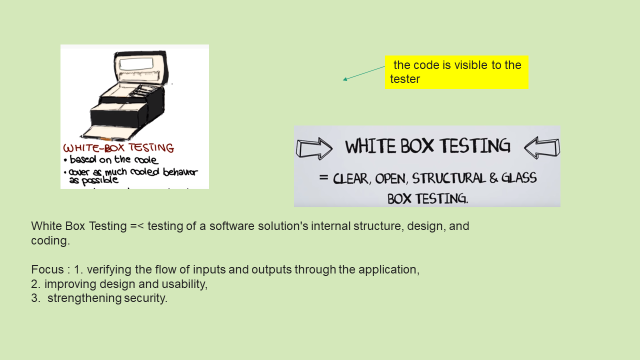 the code is visible to the
tester
WHITE-BOX TESTING
• based on the code
• cover as much coded behavior
as possible
WHITE BOX TESTING
= CLEAR, OPEN, STRUCTURAL & GLASS
BOX TESTING.
White Box Testing =< testing of a software solution's internal structure, design, and
coding.
Focus : 1. verifying the flow of inputs and outputs through the application,
2. improving design and usability,
3. strengthening security.